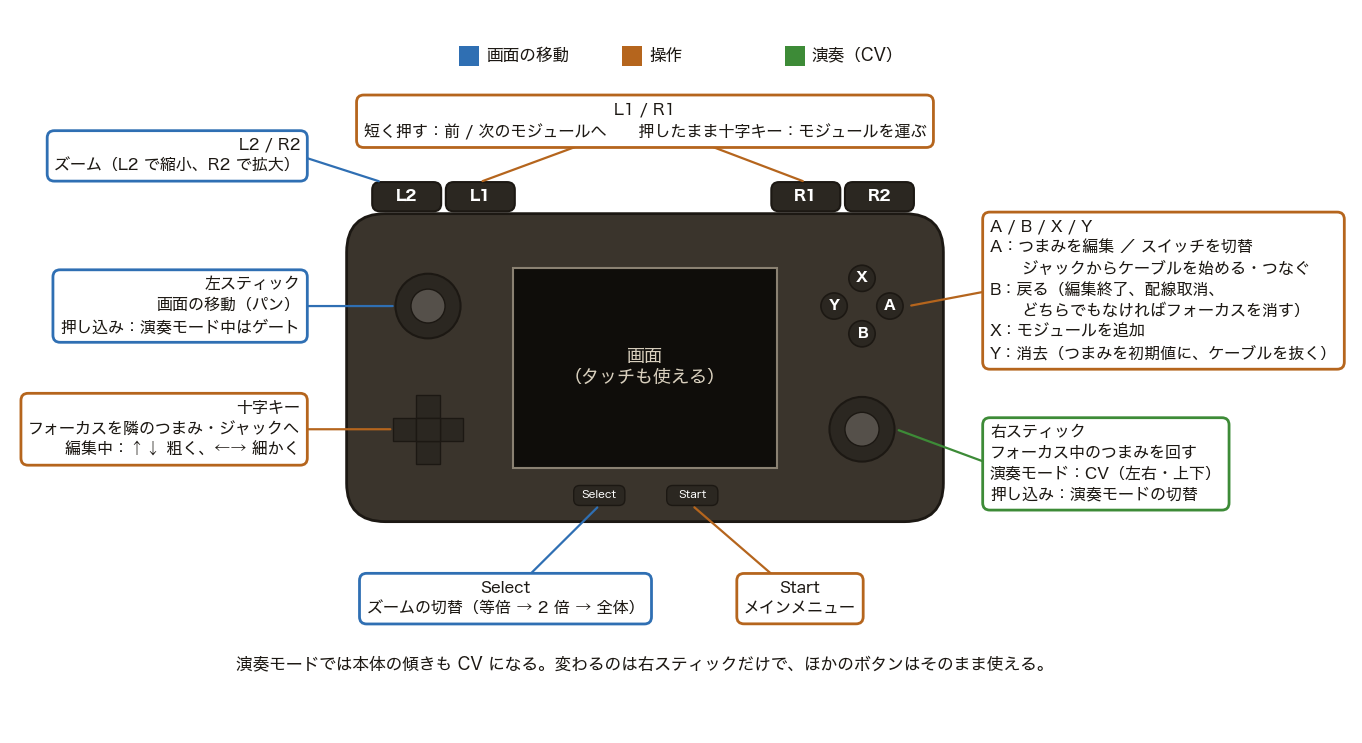 画面の移動
操作
演奏（CV）
L1 / R1
短く押す：前 / 次のモジュールへ　　押したまま十字キー：モジュールを運ぶ
L2 / R2
ズーム（L2 で縮小、R2 で拡大）
L2
L1
R1
R2
A / B / X / Y
A：つまみを編集 ／ スイッチを切替
ジャックからケーブルを始める・つなぐ
B：戻る（編集終了、配線取消、
どちらでもなければフォーカスを消す）
X：モジュールを追加
Y：消去（つまみを初期値に、ケーブルを抜く）
左スティック
画面の移動（パン）
押し込み：演奏モード中はゲート
X
Y
A
B
画面
（タッチも使える）
十字キー
フォーカスを隣のつまみ・ジャックへ
編集中：↑↓ 粗く、←→ 細かく
右スティック
フォーカス中のつまみを回す
演奏モード：CV（左右・上下）
押し込み：演奏モードの切替
Select
Start
Select
ズームの切替（等倍 → 2 倍 → 全体）
Start
メインメニュー
演奏モードでは本体の傾きも CV になる。変わるのは右スティックだけで、ほかのボタンはそのまま使える。